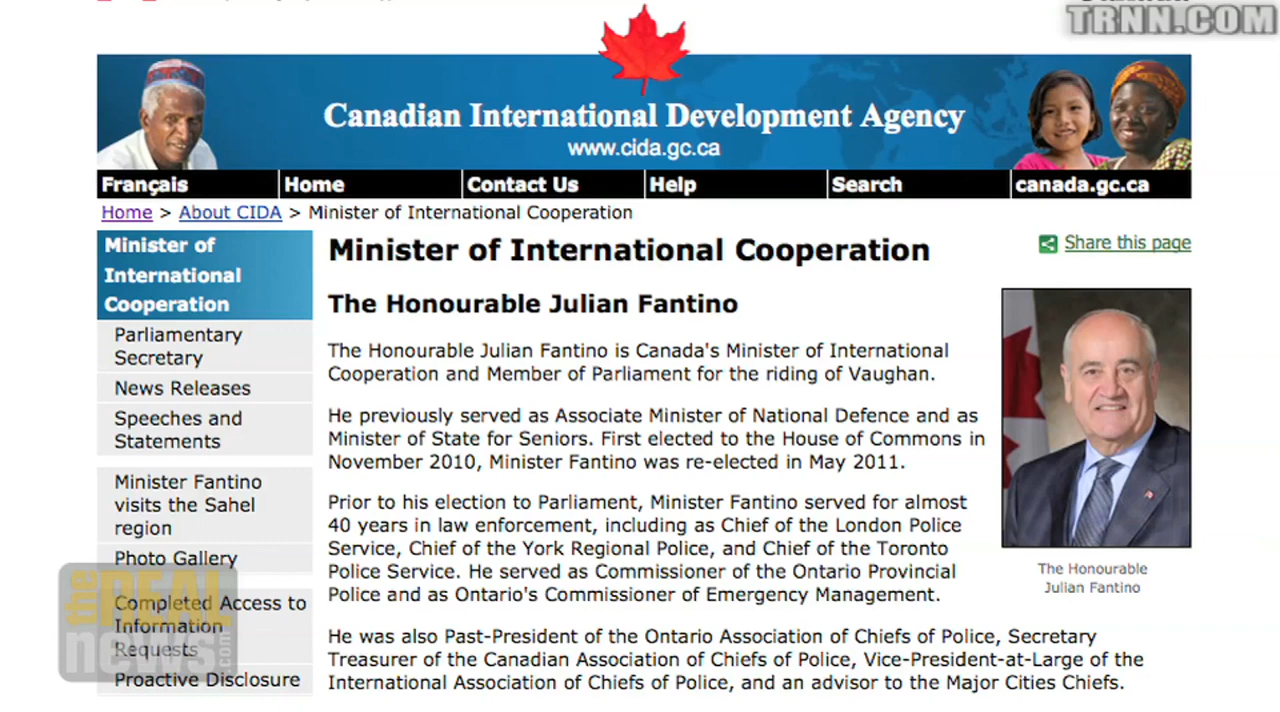 TRNN.COM
Canadian International Development Agency
www.cida.gc.ca
Français Home Contact Us Help Search canada.gc.ca
Home > About CIDA > Minister of International Cooperation
Minister of
International
Cooperation
Parliamentary
Secretary
News Releases
Speeches and
Statements
Minister Fantino
visits the Sahel
region
Photo Gallery
Completed Access to
Information
Requests
Proactive Disclosure
Minister of International Cooperation
Share this page
The Honourable Julian Fantino
The Honourable Julian Fantino is Canada's Minister of International
Cooperation and Member of Parliament for the riding of Vaughan.
He previously served as Associate Minister of National Defence and as
Minister of State for Seniors. First elected to the House of Commons in
November 2010, Minister Fantino was re-elected in May 2011.
Prior to his election to Parliament, Minister Fantino served for almost
40 years in law enforcement, including as Chief of the London Police
Service, Chief of the York Regional Police, and Chief of the Toronto
Police Service. He served as Commissioner of the Ontario Provincial
Police and as Ontario's Commissioner of Emergency Management.
He was also Past-President of the Ontario Association of Chiefs of Police, Secretary
Treasurer of the Canadian Association of Chiefs of Police, Vice-President-at-Large of the
International Association of Chiefs of Police, and an advisor to the Major Cities Chiefs.
The Honourable
Julian Fantino
the REAL
news.com